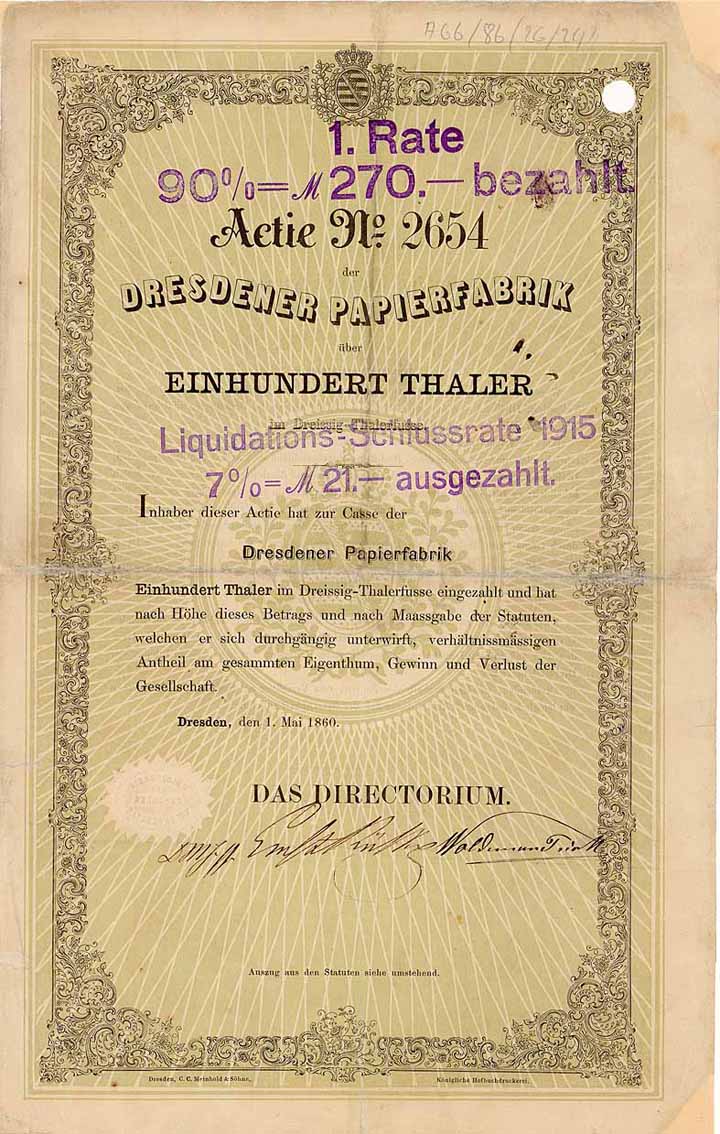 AGG/86/26/24)
1. Rate
90% = M 270.— bezahlt.
Actie No. 2654
der
DRESDENER PAPIERFABRIK
über
EINHUNDERT THALER
im Dreissig-Thalerfusse.
Liquidations-Schlussrate 1915
7% = M 21.— ausgezahlt.
Inhaber dieser Actie hat zur Casse der
Dresdener Papierfabrik
Einhundert Thaler im Dreissig-Thalerfusse eingezahlt und hat
nach Höhe dieses Betrags und nach Maassgabe der Statuten,
welchen er sich durchgängig unterwirft, verhältnissmässigen
Antheil am gesammten Eigenthum, Gewinn und Verlust der
Gesellschaft.
Dresden, den 1. Mai 1860.
DAS DIRECTORIUM.
Auszug aus den Statuten siehe umstehend.
Dresden, C. C. Meinhold & Söhne,
Königliche Hofbuchdruckerei.